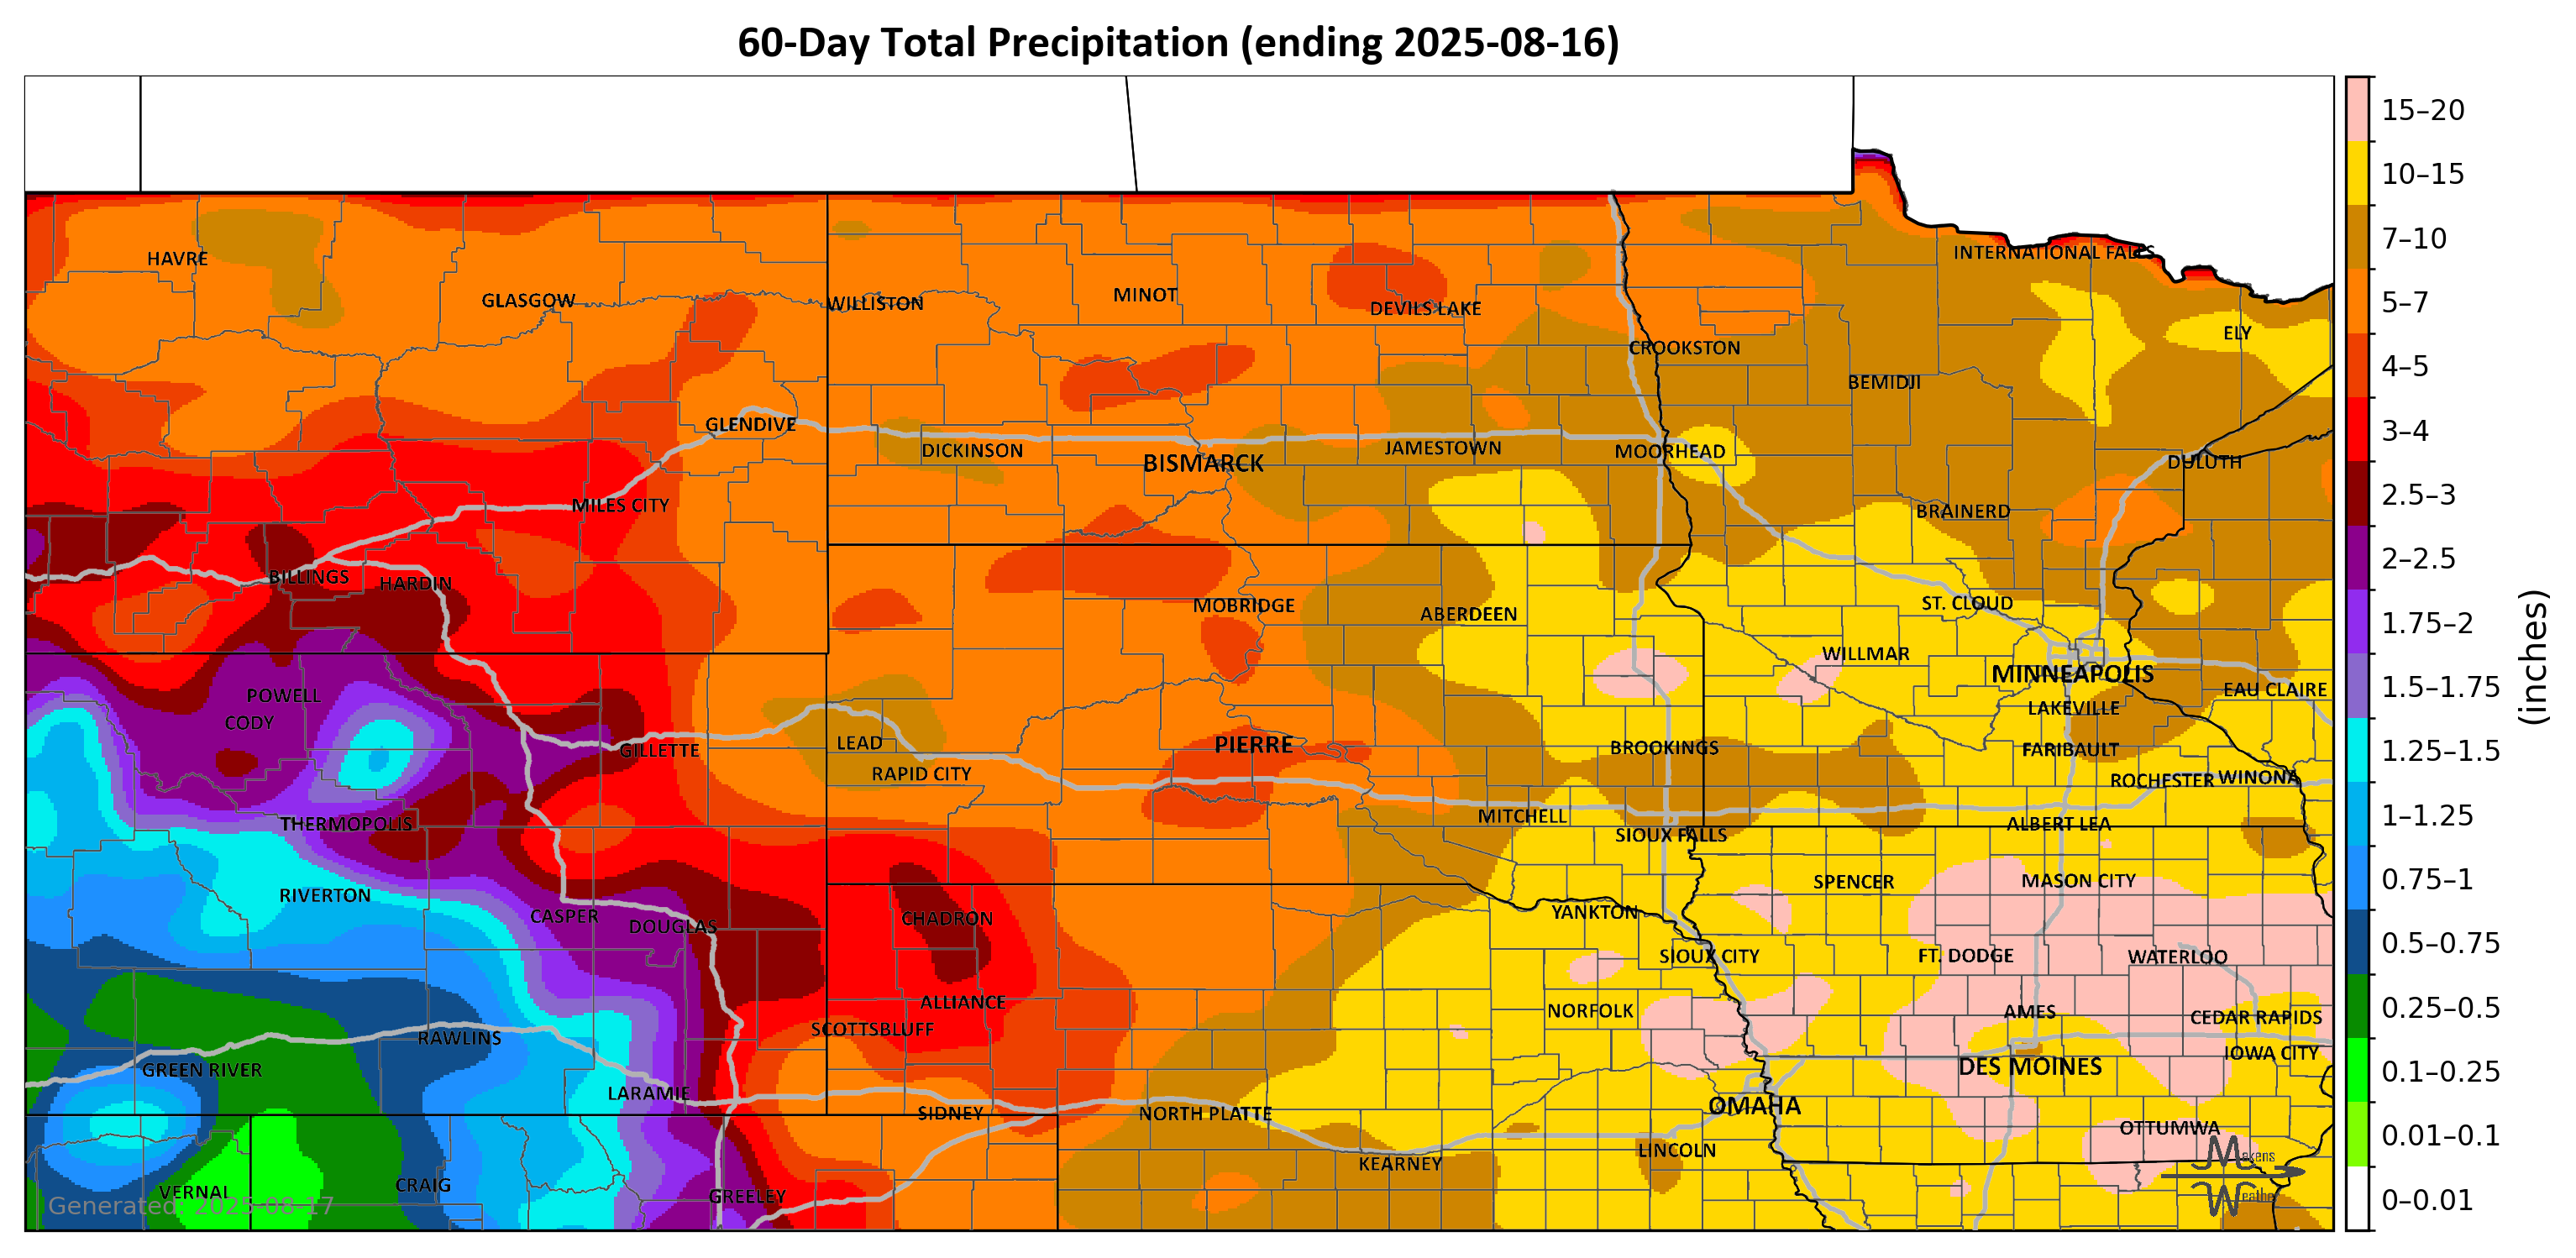 60-Day Total Precipitation (ending 2025-08-16)
15–20
10–15
7–10
5–7
4–5
3–4
2.5–3
2–2.5
1.75–2
1.5–1.75
1.25–1.5
1–1.25
0.75–1
0.5–0.75
0.25–0.5
0.1–0.25
0.01–0.1
0–0.01
(inches)
INTERNATIONAL FALLS
HAVRE
GLASGOW
WILLISTON
MINOT
DEVILS LAKE
ELY
CROOKSTON
BEMIDJI
GLENDIVE
DICKINSON
BISMARCK
JAMESTOWN
MOORHEAD
DULUTH
MILES CITY
BRAINERD
BILLINGS
HARDIN
MOBRIDGE
ABERDEEN
ST. CLOUD
WILLMAR
MINNEAPOLIS
EAU CLAIRE
POWELL
CODY
LAKEVILLE
GILLETTE
LEAD
PIERRE
BROOKINGS
FARIBAULT
RAPID CITY
ROCHESTER
WINONA
THERMOPOLIS
MITCHELL
SIOUX FALLS
ALBERT LEA
RIVERTON
SPENCER
MASON CITY
CASPER
DOUGLAS
CHADRON
YANKTON
SIOUX CITY
FT. DODGE
WATERLOO
ALLIANCE
NORFOLK
AMES
CEDAR RAPIDS
SCOTTSBLUFF
RAWLINS
IOWA CITY
GREEN RIVER
DES MOINES
LARAMIE
SIDNEY
NORTH PLATTE
OMAHA
OTTUMWA
LINCOLN
KEARNEY
VERNAL
CRAIG
GREELEY
Generated: 2025-08-17
Makens
Weather